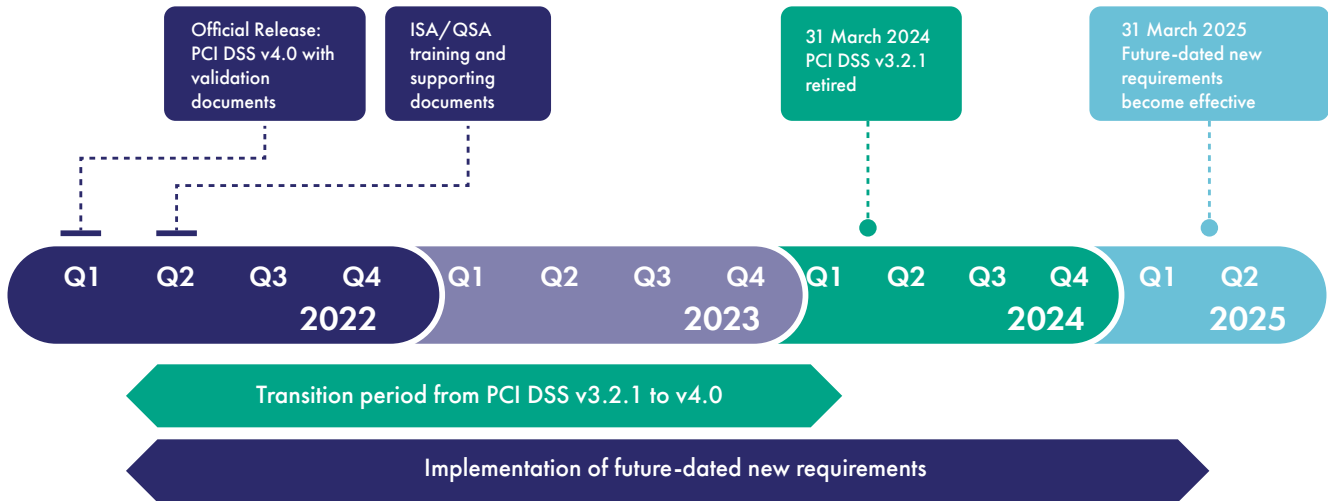 Official Release:
PCI DSS v4.0 with
validation
documents
ISA/QSA
training and
supporting
documents
31 March 2024
PCI DSS v3.2.1
retired
31 March 2025
Future-dated new
requirements
become effective
Q1 Q2 Q3 Q4 Q1 Q2 Q3 Q4 Q1 Q2 Q3 Q4 Q1 Q2
2022 2023 2024 2025
Transition period from PCI DSS v3.2.1 to v4.0
Implementation of future-dated new requirements